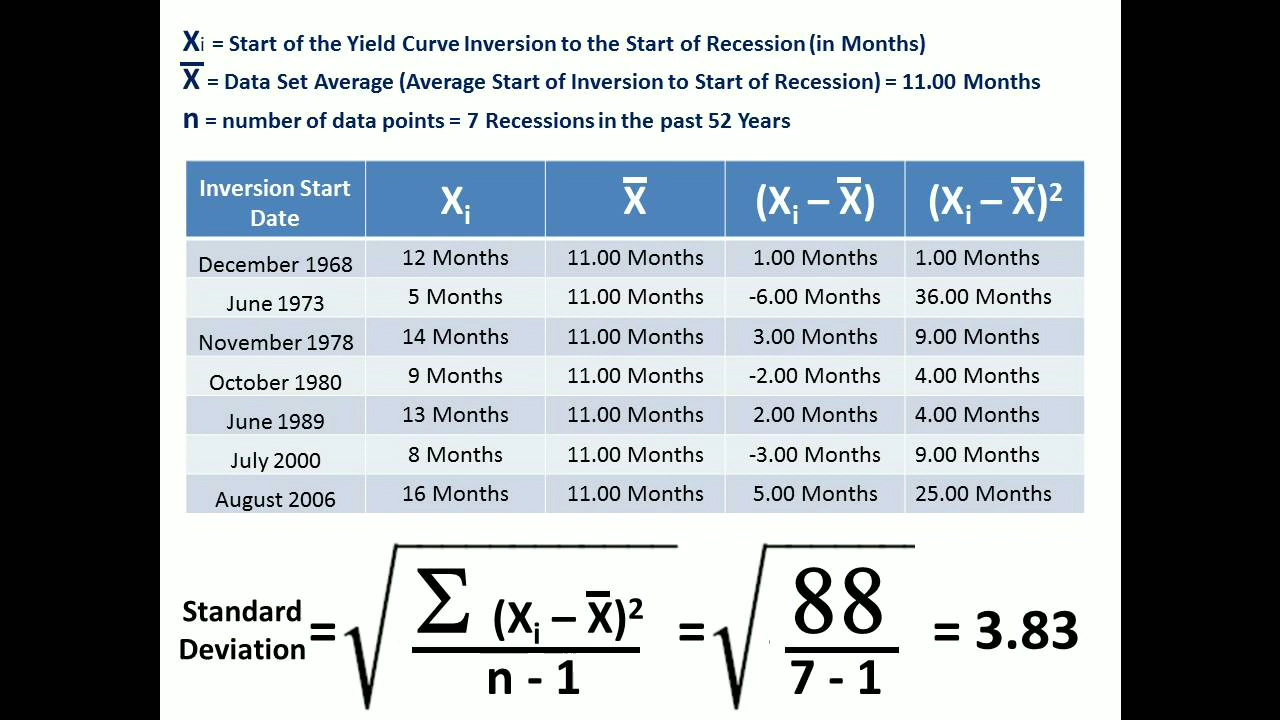 Xi = Start of the Yield Curve Inversion to the Start of Recession (in Months)
X̅ = Data Set Average (Average Start of Inversion to Start of Recession) = 11.00 Months
n = number of data points = 7 Recessions in the past 52 Years
Inversion Start Date Xi X̅ (Xi – X̅) (Xi – X̅)²
December 1968 12 Months 11.00 Months 1.00 Months 1.00 Months
June 1973 5 Months 11.00 Months -6.00 Months 36.00 Months
November 1978 14 Months 11.00 Months 3.00 Months 9.00 Months
October 1980 9 Months 11.00 Months -2.00 Months 4.00 Months
June 1989 13 Months 11.00 Months 2.00 Months 4.00 Months
July 2000 8 Months 11.00 Months -3.00 Months 9.00 Months
August 2006 16 Months 11.00 Months 5.00 Months 25.00 Months
Standard Deviation = √ Σ (Xi – X̅)² / n - 1 = √ 88 / 7 - 1 = 3.83